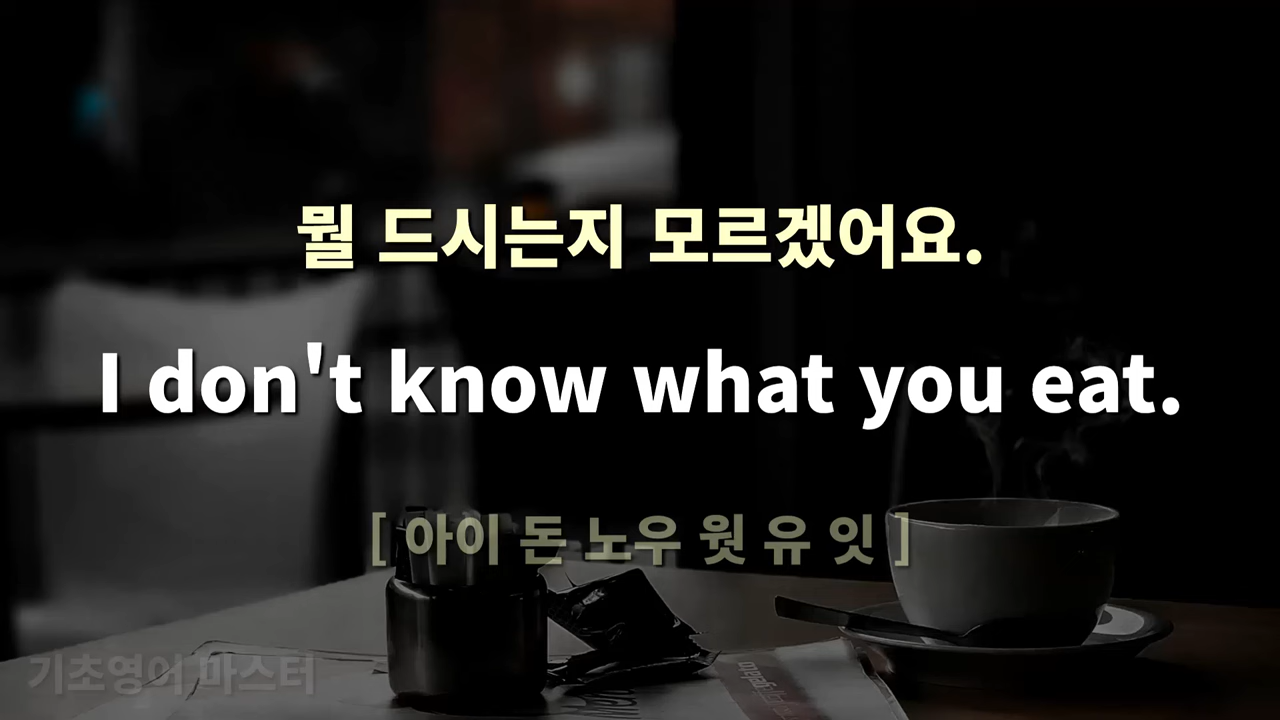 뭘 드시는지 모르겠어요.
I don't know what you eat.
[ 아이 돈 노우 웟 유 잇 ]
기초영어 마스터